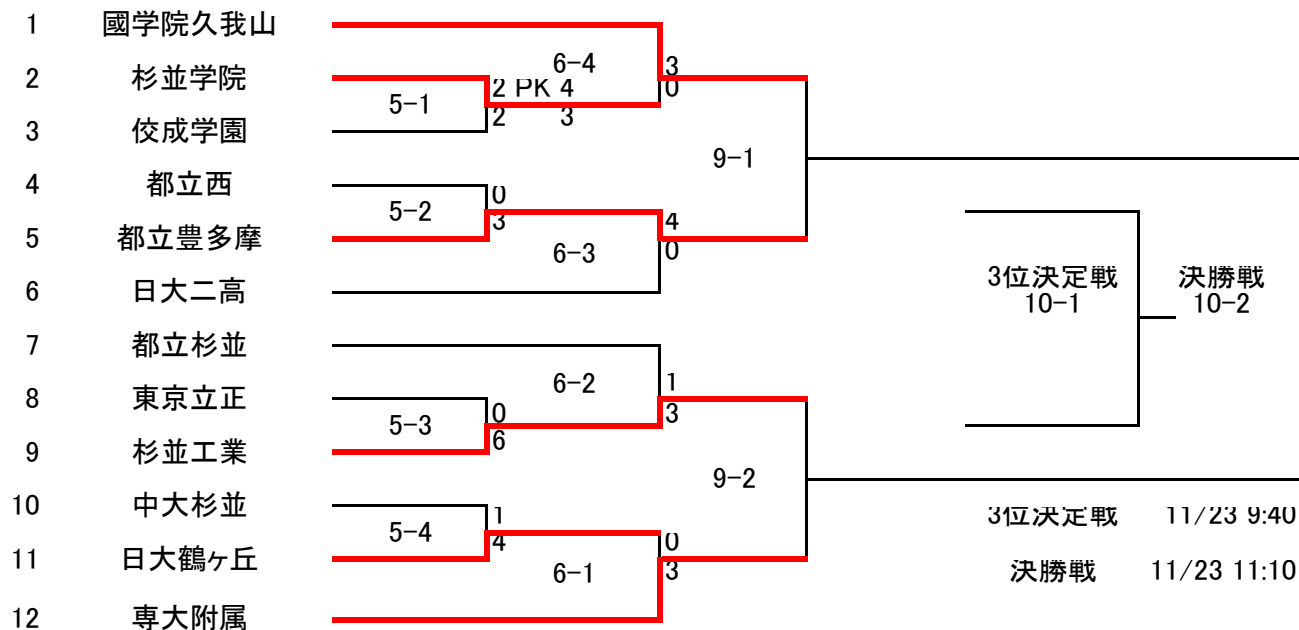 1 國学院久我山
6-4
3
2 杉並学院
2 PK 4
0
5-1
2 3
3 佼成学園
9-1
4 都立西
0
5-2
3
4
5 都立豊多摩
6-3
0
6 日大二高
3位決定戦 決勝戦
10-1 10-2
7 都立杉並
6-2
1
8 東京立正
0
3
5-3
6
9 杉並工業
9-2
10 中大杉並
1
3位決定戦 11/23 9:40
5-4
4
0
11 日大鶴ヶ丘
6-1
3
決勝戦 11/23 11:10
12 専大附属